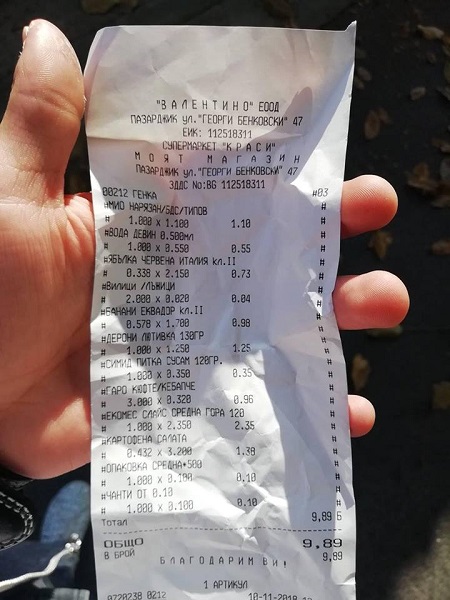 "ВАЛЕНТИНО" ЕООД
ПАЗАРДЖИК ул."ГЕОРГИ БЕНКОВСКИ" 47
ЕИК: 112518311
СУПЕРМАРКЕТ "КРАСИ"
МОЯТ МАГАЗИН
ПАЗАРДЖИК ул."ГЕОРГИ БЕНКОВСКИ" 47
ЗДДС No:BG 112518311
00212 ГЕНКА #03
#МИО НАРЯЗАН/БДС/ТИПОВ #
1.000 x 1.100 1.10 #
#ВОДА ДЕВИН 0.500мл #
1.000 x 0.550 0.55 #
#ЯБЪЛКА ЧЕРВЕНА ИТАЛИЯ кл.II #
0.338 x 2.150 0.73 #
#ВИЛИЦИ /ЛЪЖИЦИ #
2.000 x 0.020 0.04 #
#БАНАНИ ЕКВАДОР кл.II #
0.578 x 1.700 0.98 #
#ДЕРОНИ ЛЮТИВКА 130ГР #
1.000 x 1.250 1.25 #
#СИМИД ПИТКА СУСАМ 120ГР. #
1.000 x 0.350 0.35 #
#ГАРО КЮФТЕ/КЕБАПЧЕ #
3.000 x 0.320 0.96 #
#ЕКОМЕС СЛАЙС СРЕДНА ГОРА 120 #
1.000 x 2.350 2.35 #
#КАРТОФЕНА САЛАТА #
0.432 x 3.200 1.38 #
#ОПАКОВКА СРЕДНА*500 #
1.000 x 0.100 0.10 #
#ЧАНТИ ОТ 0.10 #
1.000 x 0.100 0.10 #
Тотал 9,89 Б
ОБЩО 9.89
В БРОЙ 9,89
БЛАГОДАРИМ ВИ!
1 АРТИКУЛ
0720238 0212 10-11-2018